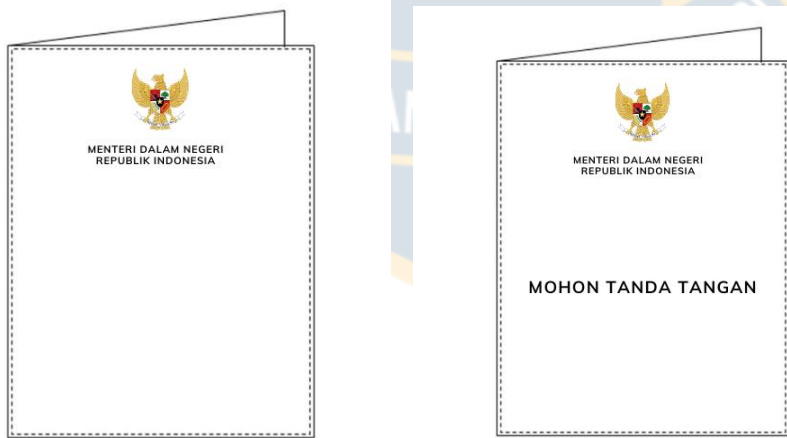 MENTERI DALAM NEGERI
REPUBLIK INDONESIA
MENTERI DALAM NEGERI
REPUBLIK INDONESIA
MOHON TANDA TANGAN